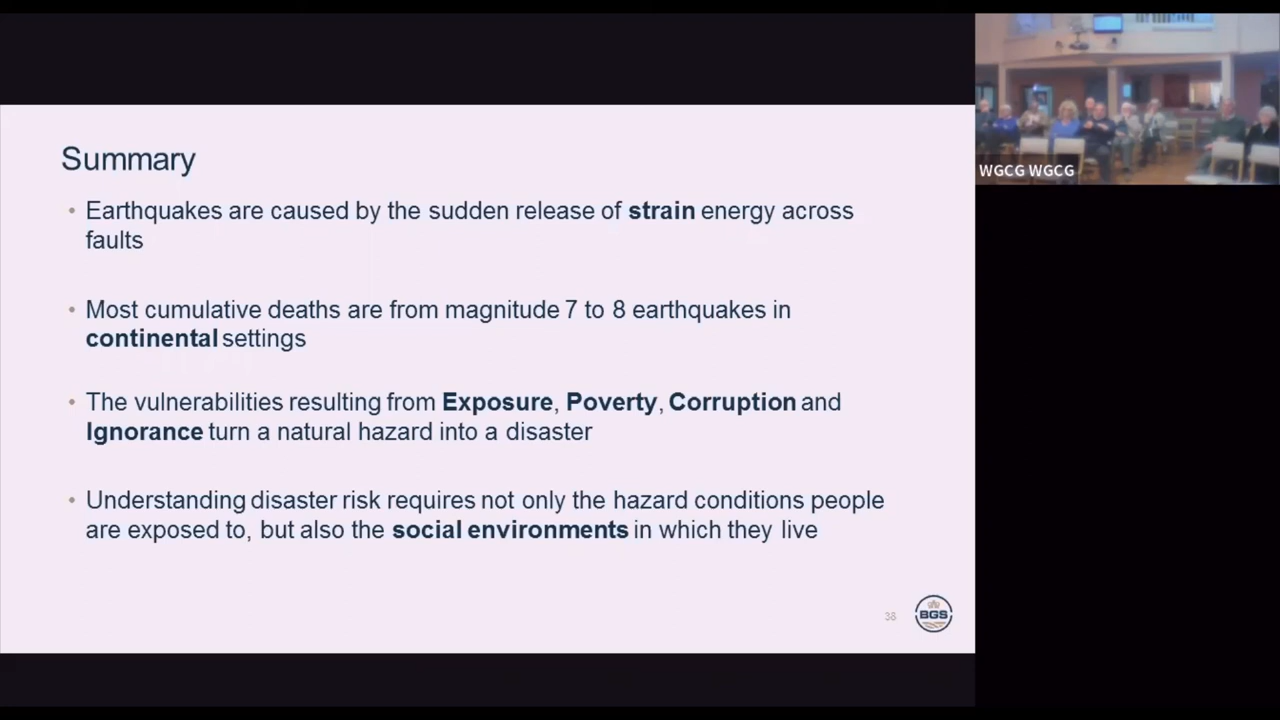 Summary
• Earthquakes are caused by the sudden release of strain energy across
faults
• Most cumulative deaths are from magnitude 7 to 8 earthquakes in
continental settings
• The vulnerabilities resulting from Exposure, Poverty, Corruption and
Ignorance turn a natural hazard into a disaster
• Understanding disaster risk requires not only the hazard conditions people
are exposed to, but also the social environments in which they live
38
BGS
WGCG WGCG